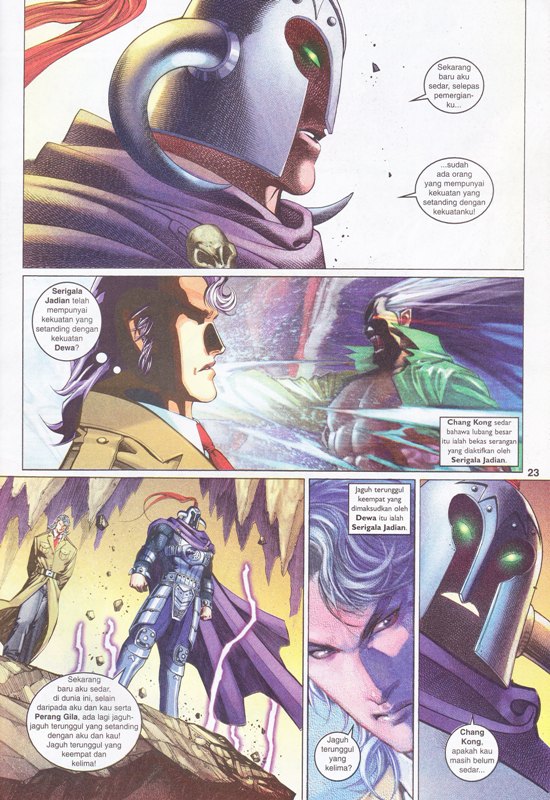 Sekarang
baru aku
sedar, selepas
pemergian-
ku...
...sudah
ada orang
yang mempunyai
kekuatan yang
setanding dengan
kekuatanku!
Serigala
Jadian telah
mempunyai
kekuatan yang
setanding dengan
kekuatan
Dewa?
Chang Kong sedar
bahawa lubang besar
itu ialah bekas serangan
yang diaktifkan oleh
Serigala Jadian.
23
Sekarang
baru aku sedar,
di dunia ini, selain
daripada aku dan kau serta
Perang Gila, ada lagi jaguh-
jaguh terunggul yang setanding
dengan aku dan kau!
Jaguh terunggul yang
keempat dan
kelima!
Jaguh terunggul
keempat yang
dimaksudkan oleh
Dewa itu ialah
Serigala Jadian.
Jaguh
terunggul
yang
kelima?
Chang
Kong,
apakah kau
masih belum
sedar...